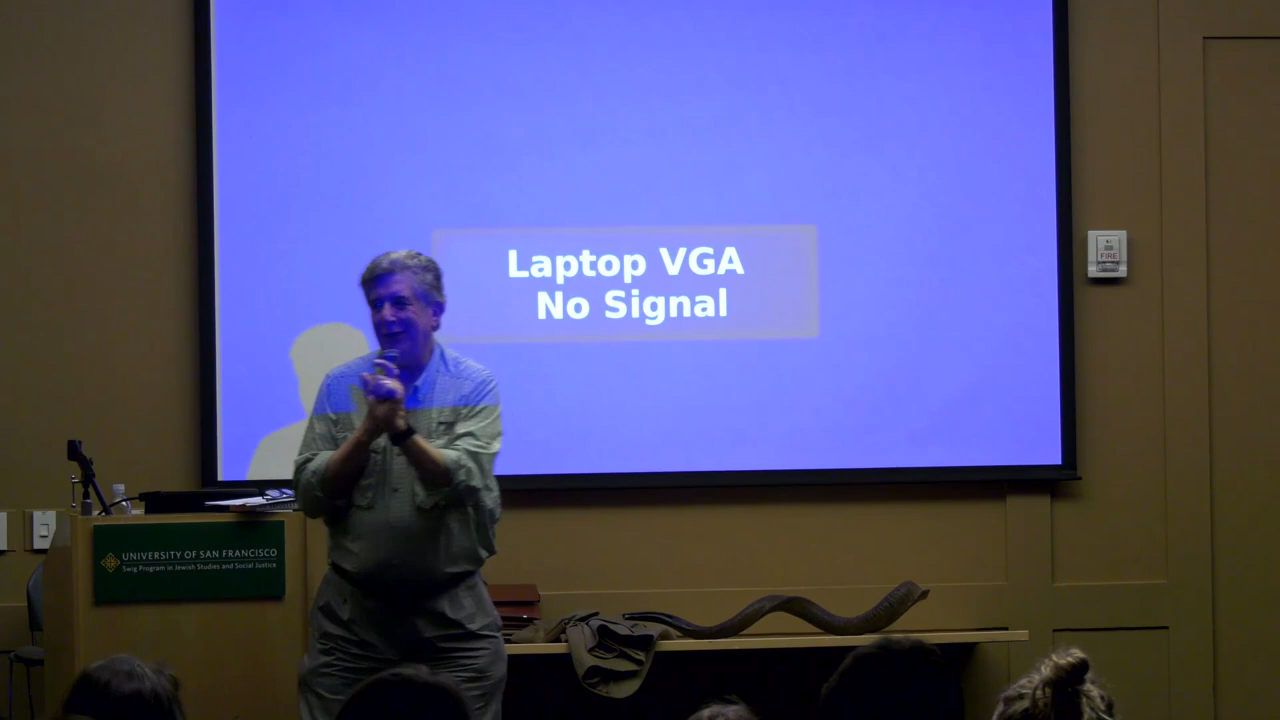 Laptop VGA
No Signal
FIRE
UNIVERSITY OF SAN FRANCISCO
Swig Program in Jewish Studies and Social Justice